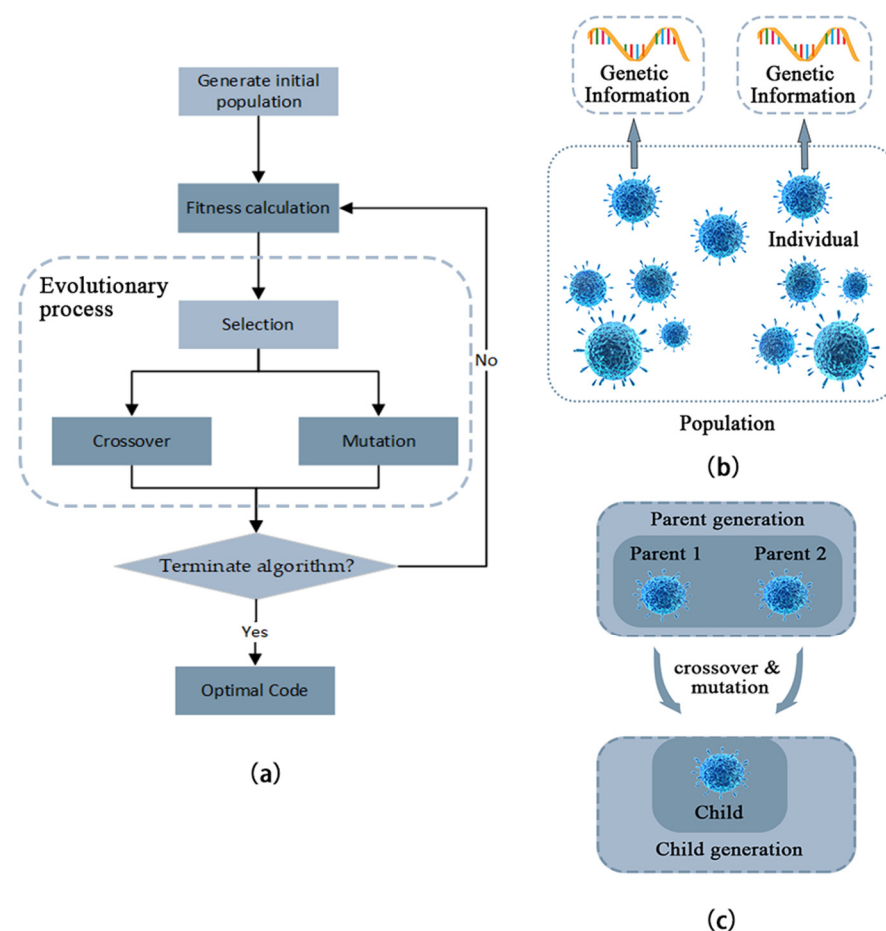 Generate initial
population
Fitness calculation
Evolutionary
process
Selection
No
Crossover
Mutation
Terminate algorithm?
Yes
Optimal Code
(a)
Genetic
Information
Genetic
Information
Individual
Population
(b)
Parent generation
Parent 1
Parent 2
crossover &
mutation
Child
Child generation
(c)